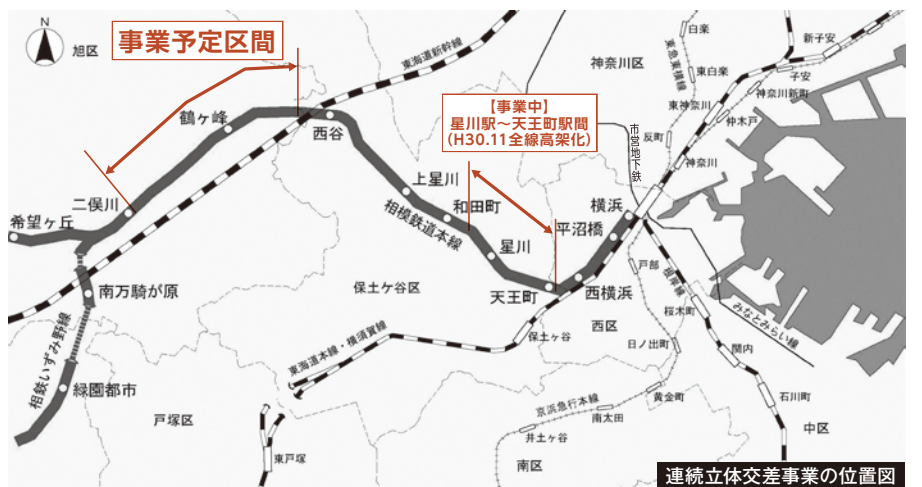 N
旭区
事業予定区間
東海道新幹線
神奈川区
白楽
東急東横線
東白楽
新子安
子安
神奈川新町
東神奈川
仲木戸
反町
神奈川
市営地下鉄
【事業中】
星川駅～天王町駅間
(H30.11全線高架化)
鶴ヶ峰
西谷
上星川
和田町
相模鉄道本線
星川
天王町
横浜
平沼橋
西横浜
二俣川
希望ヶ丘
南万騎が原
相鉄いずみ野線
緑園都市
保土ケ谷区
西区
戸部
根岸線
桜木町
みなとみらい線
保土ヶ谷
東海道本線・横須賀線
日ノ出町
関内
黄金町
石川町
京浜急行本線
南太田
井土ヶ谷
戸塚区
東戸塚
南区
中区
連続立体交差事業の位置図